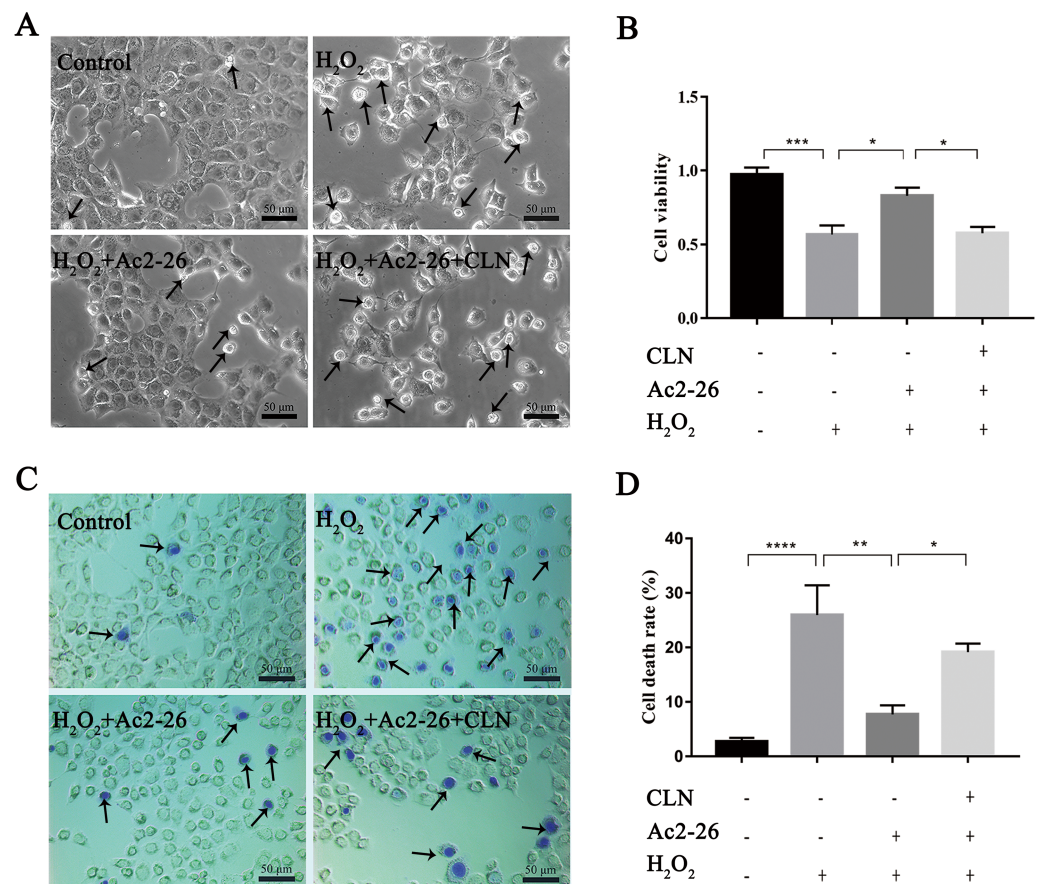 A
Control
H₂O₂
50 µm
50 µm
H₂O₂+Ac2-26
H₂O₂+Ac2-26+CLN
50 µm
50 µm
B
Cell viability
1.5
1.0
0.5
0.0
*** * *
CLN - - - +
Ac2-26 - - + +
H₂O₂ - + + +
C
Control
H₂O₂
50 µm
50 µm
H₂O₂+Ac2-26
H₂O₂+Ac2-26+CLN
50 µm
50 µm
D
Cell death rate (%)
40
30
20
10
0
**** ** *
CLN - - - +
Ac2-26 - - + +
H₂O₂ - + + +